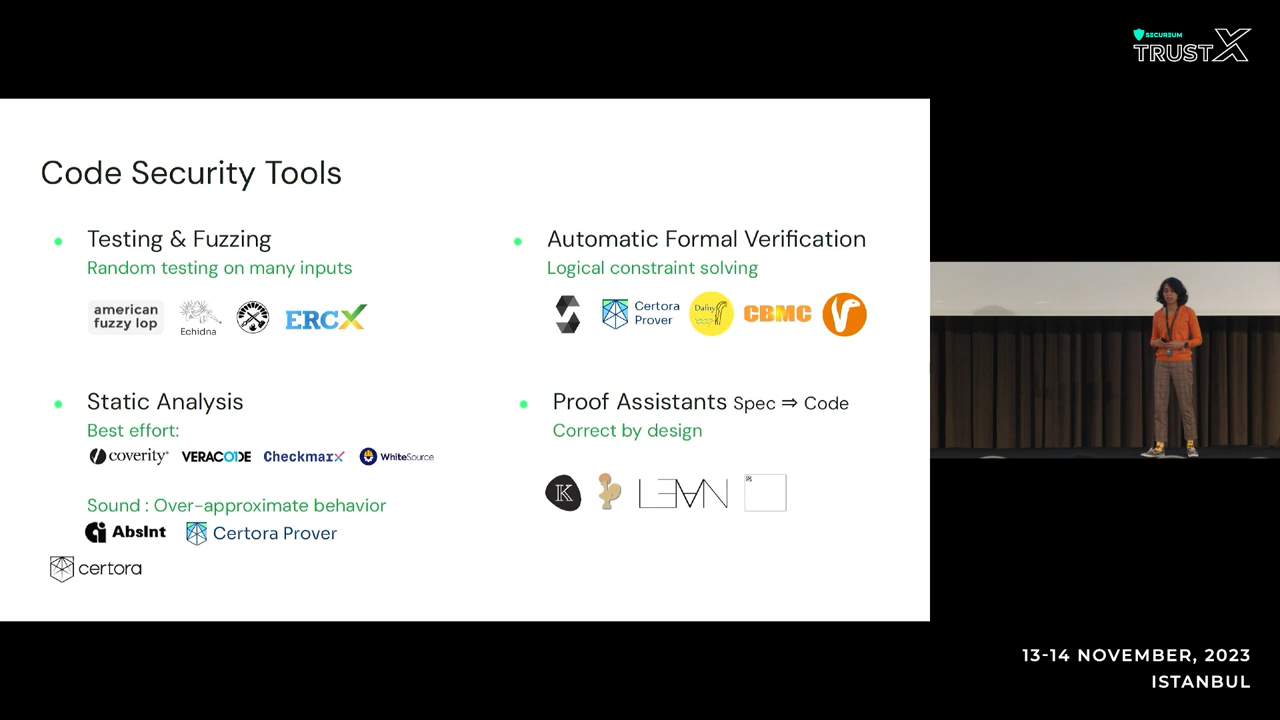 SECUREUM
TRUSTX
Code Security Tools
Testing & Fuzzing
Random testing on many inputs
american
fuzzy lop
Echidna
ERCX
Automatic Formal Verification
Logical constraint solving
Certora
Prover
Dafny
CBMC
Static Analysis
Best effort:
coverity
VERACODE
Checkmarx
WhiteSource
Sound : Over-approximate behavior
AbsInt
Certora Prover
Proof Assistants Spec ⇒ Code
Correct by design
K
LEAN
certora
13-14 NOVEMBER, 2023
ISTANBUL